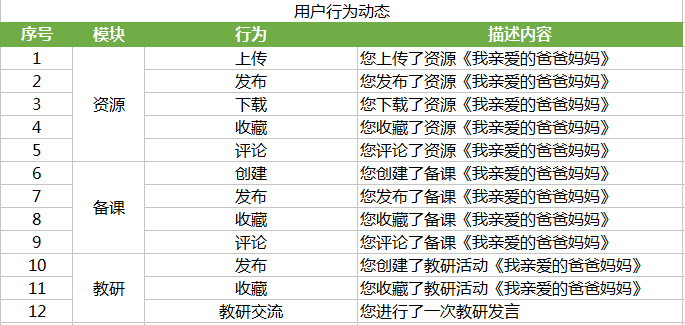 用户行为动态
序号 模块 行为 描述内容
1 资源 上传 您上传了资源《我亲爱的爸爸妈妈》
2 发布 您发布了资源《我亲爱的爸爸妈妈》
3 下载 您下载了资源《我亲爱的爸爸妈妈》
4 收藏 您收藏了资源《我亲爱的爸爸妈妈》
5 评论 您评论了资源《我亲爱的爸爸妈妈》
6 备课 创建 您创建了备课《我亲爱的爸爸妈妈》
7 发布 您发布了备课《我亲爱的爸爸妈妈》
8 收藏 您收藏了备课《我亲爱的爸爸妈妈》
9 评论 您评论了备课《我亲爱的爸爸妈妈》
10 教研 发布 您创建了教研活动《我亲爱的爸爸妈妈》
11 收藏 您收藏了教研活动《我亲爱的爸爸妈妈》
12 教研交流 您进行了一次教研发言